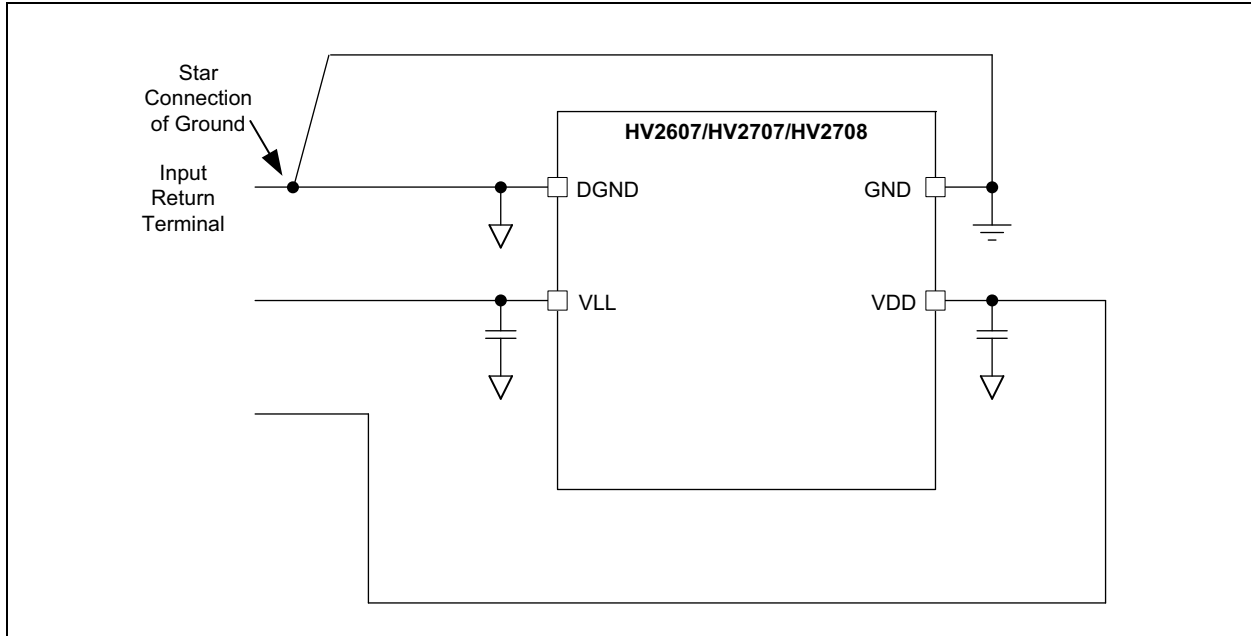 Star
Connection
of Ground
Input
Return
Terminal
HV2607/HV2707/HV2708
DGND
GND
VLL
VDD